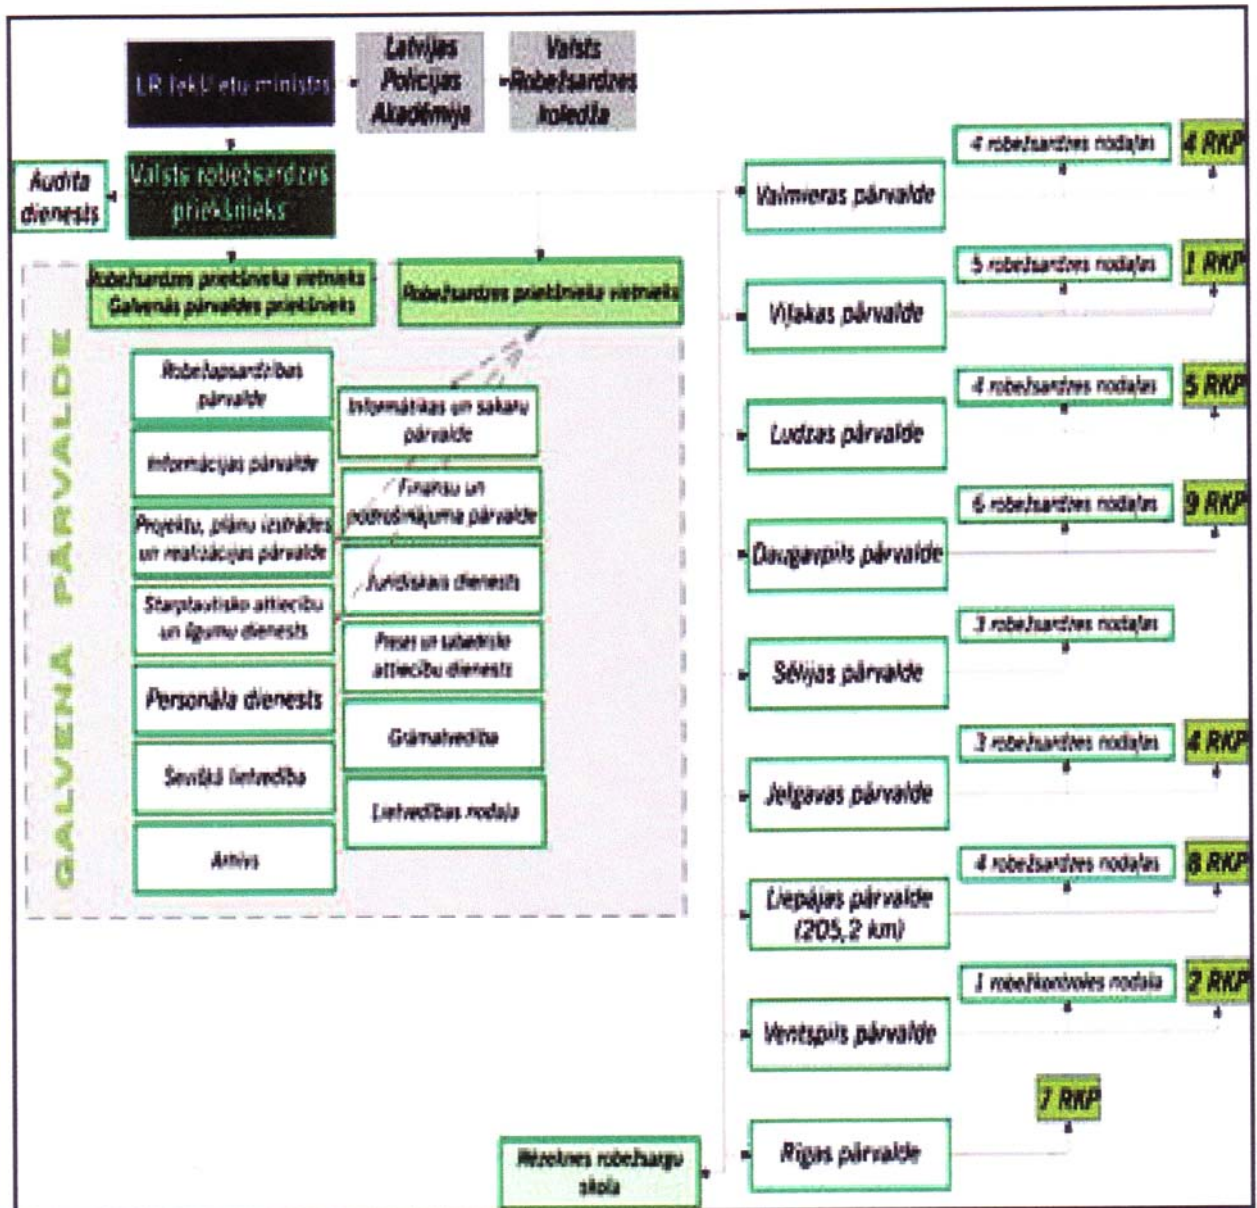 LR Iekšlietu ministrs
Latvijas
Policijas
Akadēmija
Valsts
Robežsardzes
koledža
Audita
dienests
Valsts robežsardzes
priekšnieks
Robežsardzes priekšnieka vietnieks
Galvenās pārvaldes priekšnieks
Robežsardzes priekšnieka vietnieks
GALVENĀ PĀRVALDE
Robežapsardzības
pārvalde
Informācijas pārvalde
Projektu, plānu izstrādes
un realizācijas pārvalde
Starptautisko attiecību
un līgumu dienests
Personāla dienests
Sevišķā lietvedība
Arhīvs
Informātikas un sakaru
pārvalde
Finansu un
nodrošinājuma pārvalde
Juridiskais dienests
Preses un sabiedrisko
attiecību dienests
Grāmatvedība
Lietvedības nodaļa
Valmieras pārvalde
4 robežsardzes nodaļas
4 RKP
Viļakas pārvalde
5 robežsardzes nodaļas
1 RKP
Ludzas pārvalde
4 robežsardzes nodaļas
5 RKP
Daugavpils pārvalde
6 robežsardzes nodaļas
9 RKP
Sēlijas pārvalde
3 robežsardzes nodaļas
Jelgavas pārvalde
3 robežsardzes nodaļas
4 RKP
Liepājas pārvalde
(205,2 km)
4 robežsardzes nodaļas
8 RKP
Ventspils pārvalde
1 robežkontroles nodaļa
2 RKP
Rīgas pārvalde
7 RKP
Rēzeknes robežsargu
skola